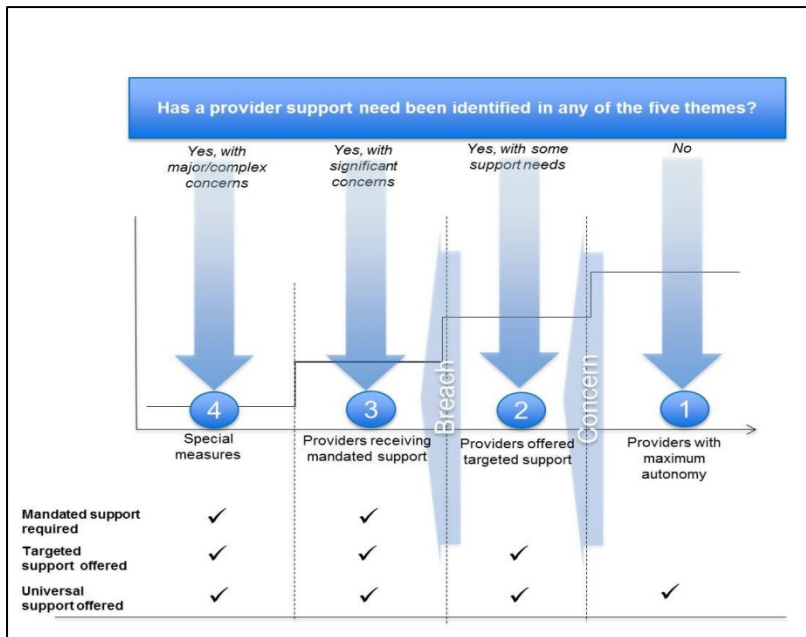 Has a provider support need been identified in any of the five themes?
Yes, with
major/complex
concerns
Yes, with
significant
concerns
Yes, with some
support needs
No
Breach
Concern
4
3
2
1
Special
measures
Providers receiving
mandated support
Providers offered
targeted support
Providers with
maximum
autonomy
Mandated support
required
✓ ✓
Targeted
support offered
✓ ✓ ✓
Universal
support offered
✓ ✓ ✓ ✓